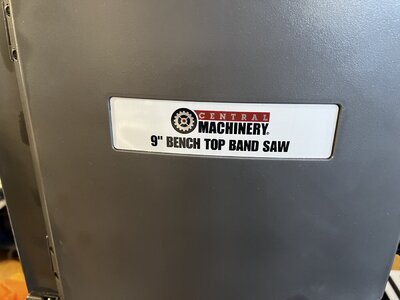 CENTRAL
MACHINERY®
9" BENCH TOP BAND SAW